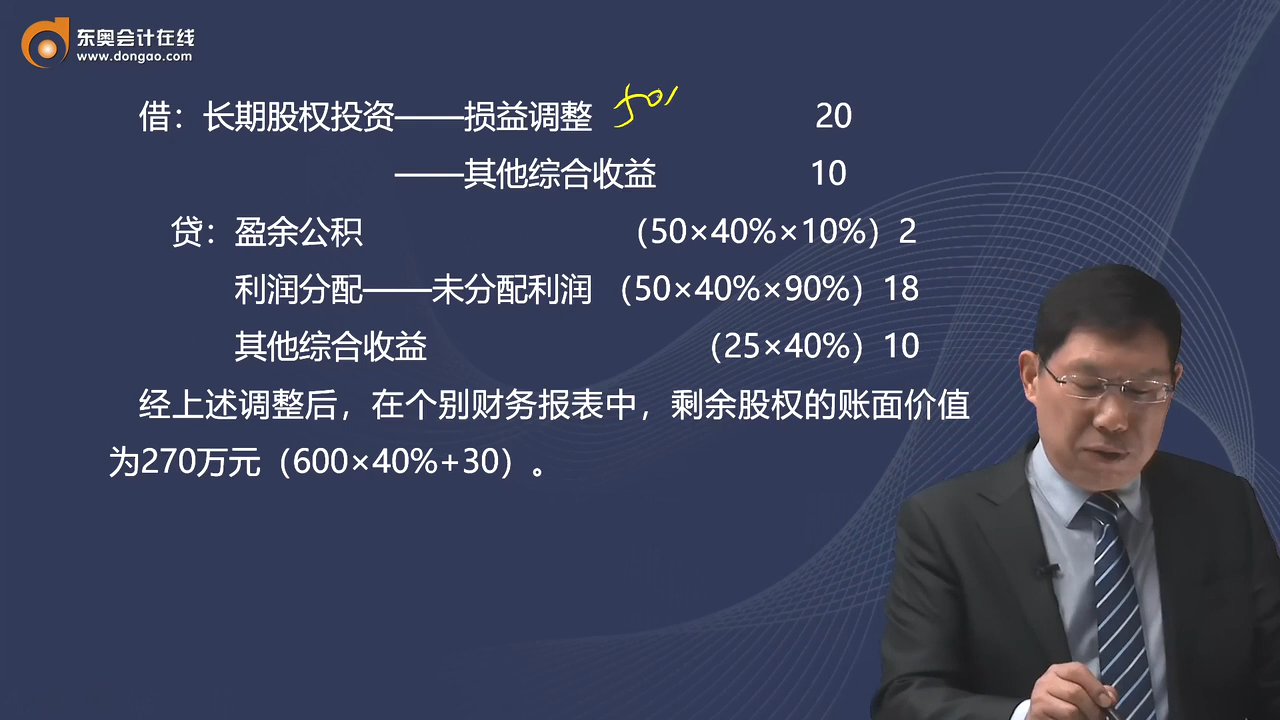 东奥会计在线
www.dongao.com
借：长期股权投资——损益调整 20
——其他综合收益 10
贷：盈余公积 （50×40%×10%）2
利润分配——未分配利润 （50×40%×90%）18
其他综合收益 （25×40%）10
经上述调整后，在个别财务报表中，剩余股权的账面价值
为270万元（600×40%+30）。